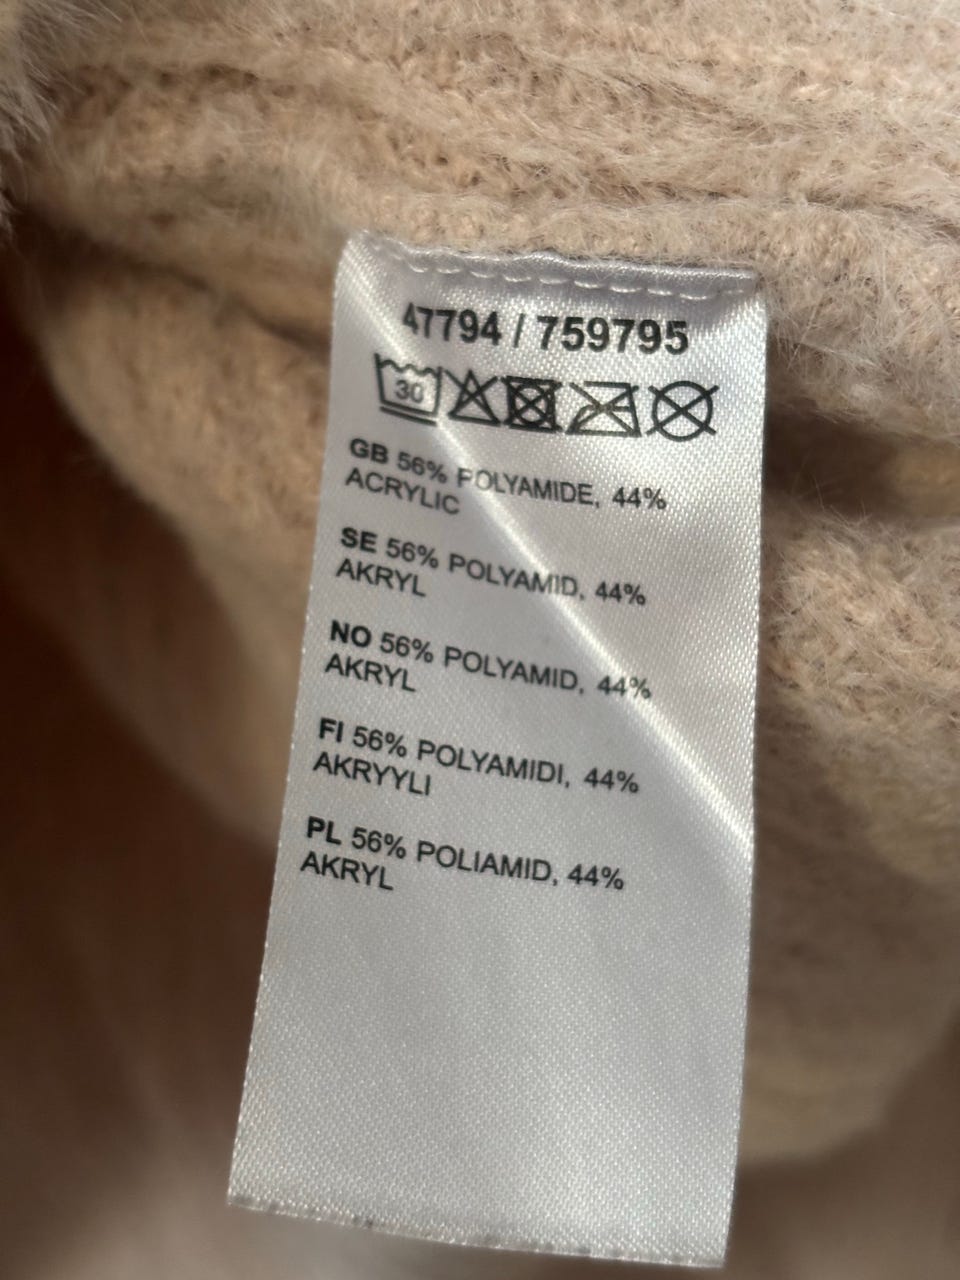 47794 / 759795
30
GB 56% POLYAMIDE, 44%
ACRYLIC
SE 56% POLYAMID, 44%
AKRYL
NO 56% POLYAMID, 44%
AKRYL
FI 56% POLYAMIDI, 44%
AKRYYLI
PL 56% POLIAMID, 44%
AKRYL